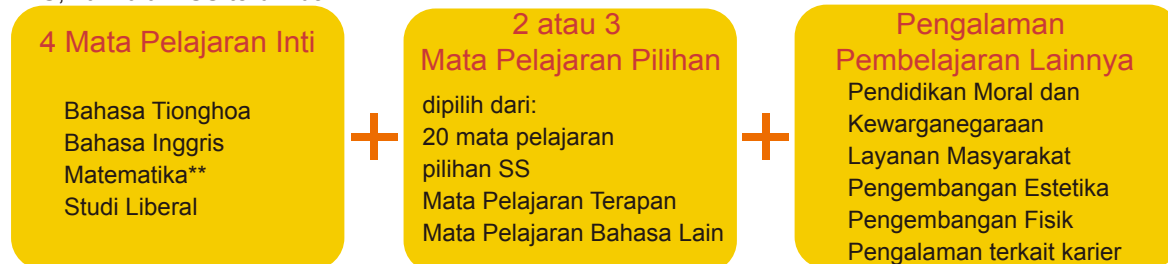 4 Mata Pelajaran Inti
Bahasa Tionghoa
Bahasa Inggris
Matematika**
Studi Liberal
+
2 atau 3
Mata Pelajaran Pilihan
dipilih dari:
20 mata pelajaran
pilihan SS
Mata Pelajaran Terapan
Mata Pelajaran Bahasa Lain
+
Pengalaman
Pembelajaran Lainnya
Pendidikan Moral dan
Kewarganegaraan
Layanan Masyarakat
Pengembangan Estetika
Pengembangan Fisik
Pengalaman terkait karier